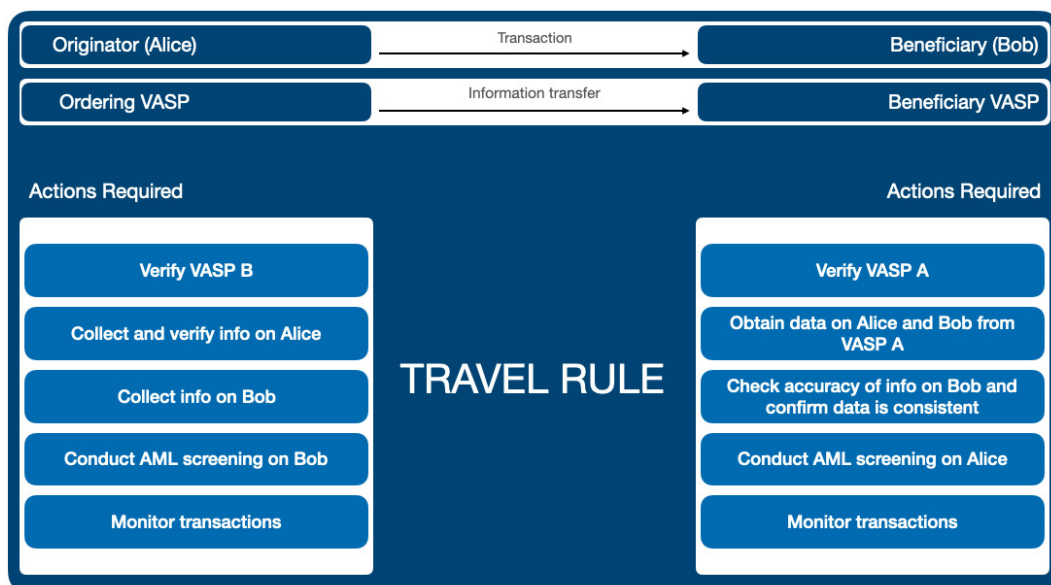 Originator (Alice)
Transaction
Beneficiary (Bob)
Ordering VASP
Information transfer
Beneficiary VASP
Actions Required
Actions Required
Verify VASP B
Collect and verify info on Alice
Collect info on Bob
Conduct AML screening on Bob
Monitor transactions
TRAVEL RULE
Verify VASP A
Obtain data on Alice and Bob from
VASP A
Check accuracy of info on Bob and
confirm data is consistent
Conduct AML screening on Alice
Monitor transactions